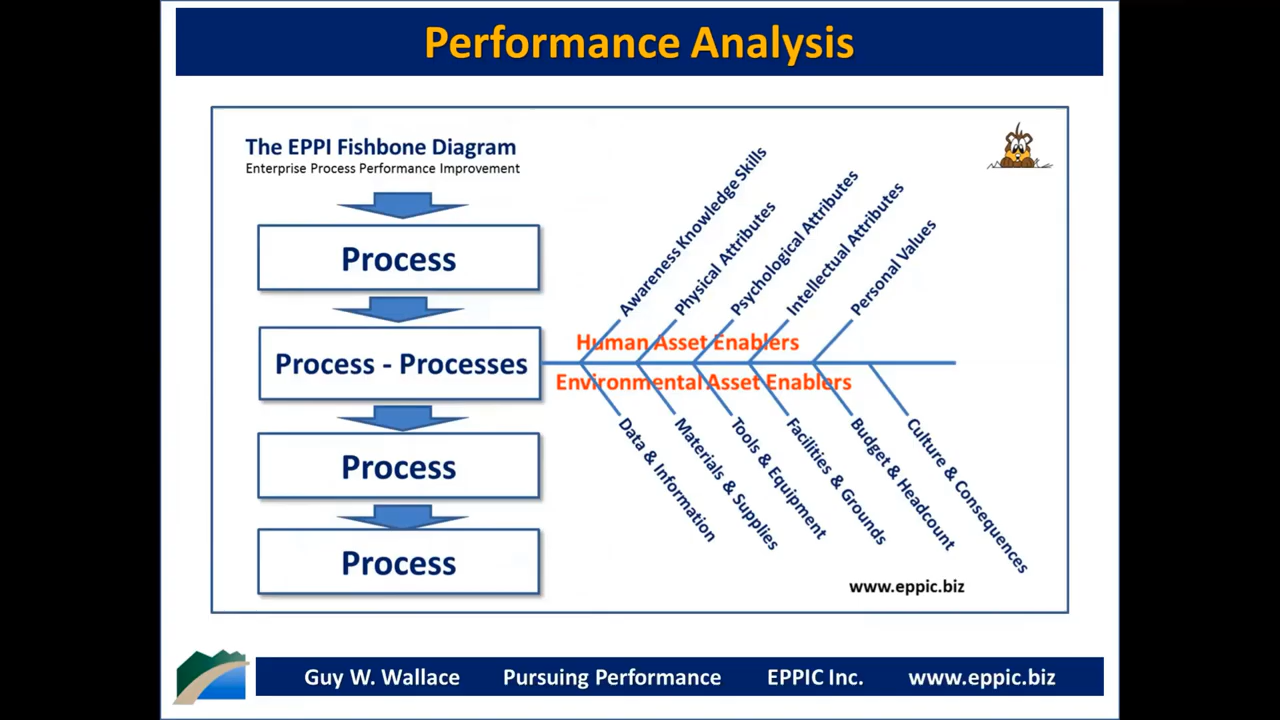 Performance Analysis
The EPPI Fishbone Diagram
Enterprise Process Performance Improvement
Process
Process - Processes
Process
Process
Awareness Knowledge Skills
Physical Attributes
Psychological Attributes
Intellectual Attributes
Personal Values
Human Asset Enablers
Environmental Asset Enablers
Data & Information
Materials & Supplies
Tools & Equipment
Facilities & Grounds
Budget & Headcount
Culture & Consequences
www.eppic.biz
Guy W. Wallace Pursuing Performance EPPIC Inc. www.eppic.biz